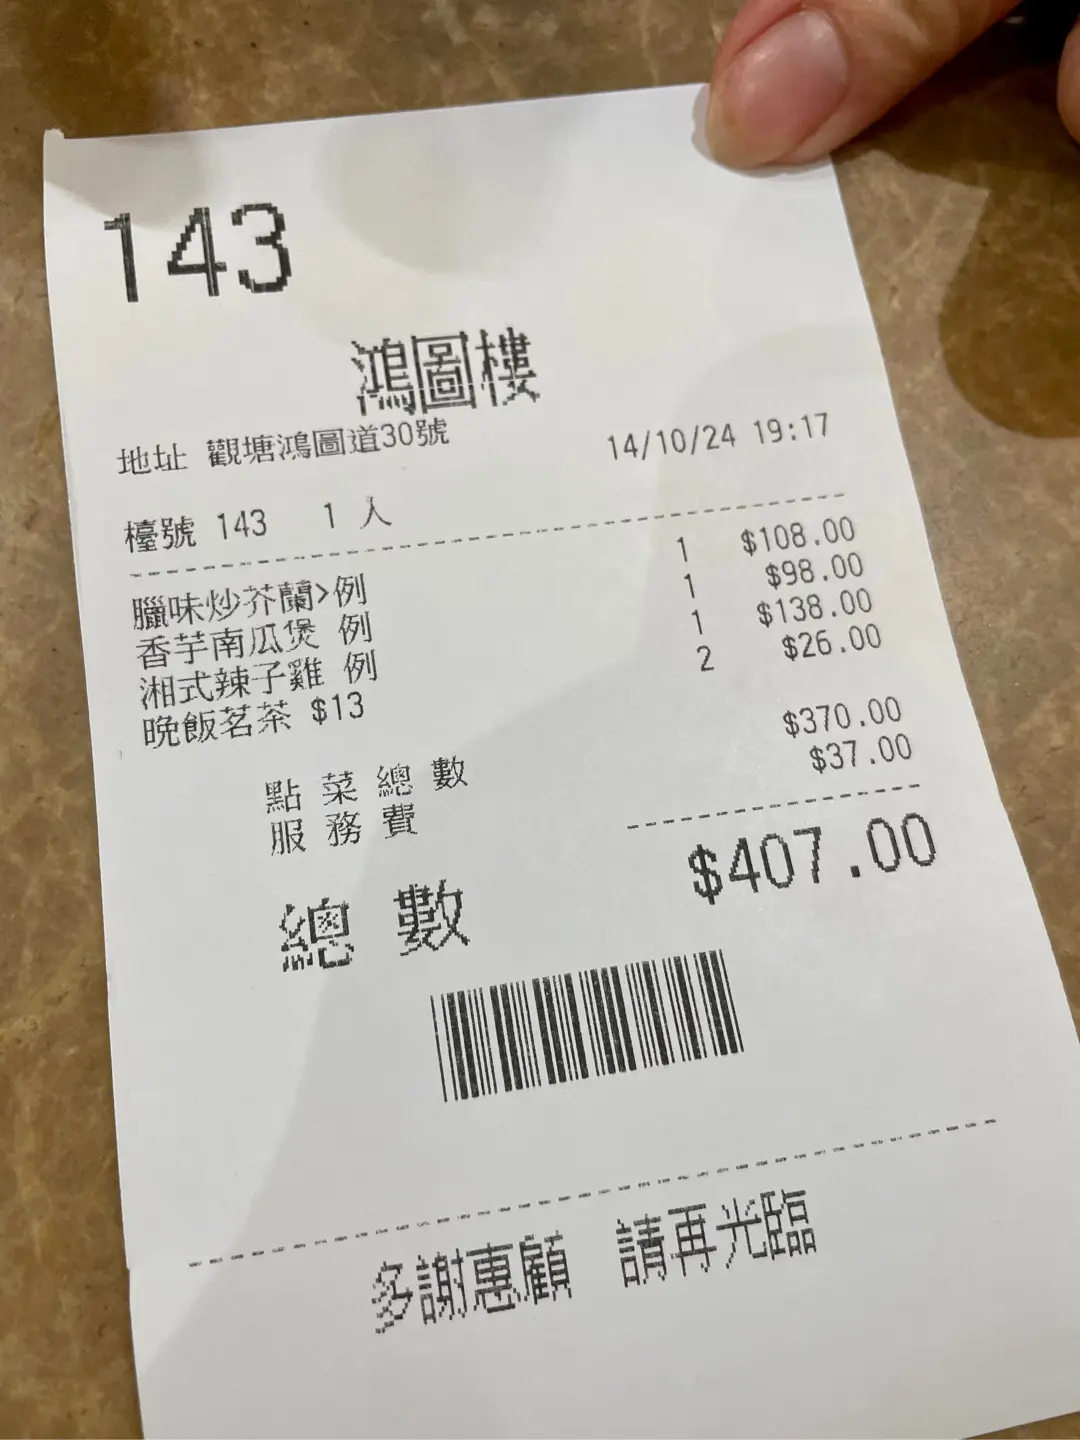 143
鴻圖樓
地址 觀塘鴻圖道30號 14/10/24 19:17
檯號 143 1 人
臘味炒芥蘭>例 1 $108.00
香芋南瓜煲 例 1 $98.00
湘式辣子雞 例 1 $138.00
晩飯茗茶 $13 2 $26.00
點菜總數 $370.00
服務費 $37.00
總數 $407.00
多謝惠顧 請再光臨